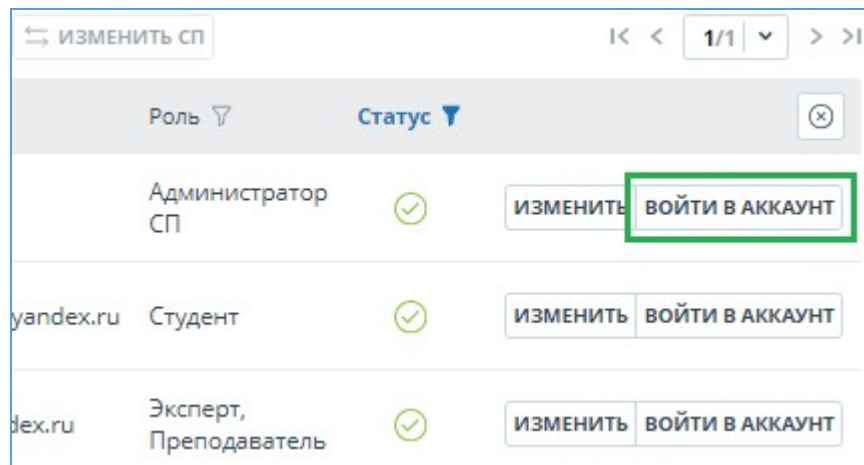 ИЗМЕНИТЬ СП 1/1
Роль Статус
Администратор
СП
ИЗМЕНИТЬ ВОЙТИ В АККАУНТ
yandex.ru Студент ИЗМЕНИТЬ ВОЙТИ В АККАУНТ
dex.ru
Эксперт,
Преподаватель
ИЗМЕНИТЬ ВОЙТИ В АККАУНТ